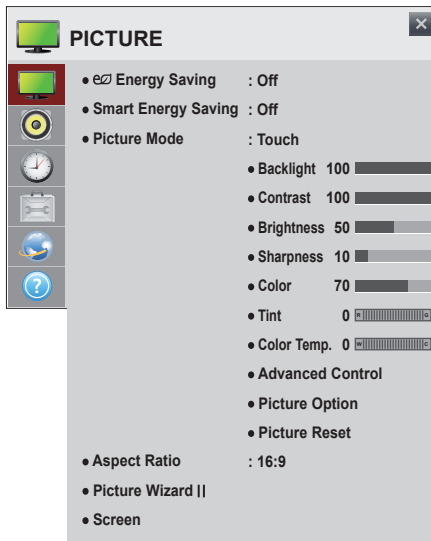 PICTURE
● e Energy Saving : Off
● Smart Energy Saving : Off
● Picture Mode : Touch
● Backlight 100
● Contrast 100
● Brightness 50
● Sharpness 10
● Color 70
● Tint 0 R G
● Color Temp. 0 W C
● Advanced Control
● Picture Option
● Picture Reset
● Aspect Ratio : 16:9
● Picture Wizard II
● Screen